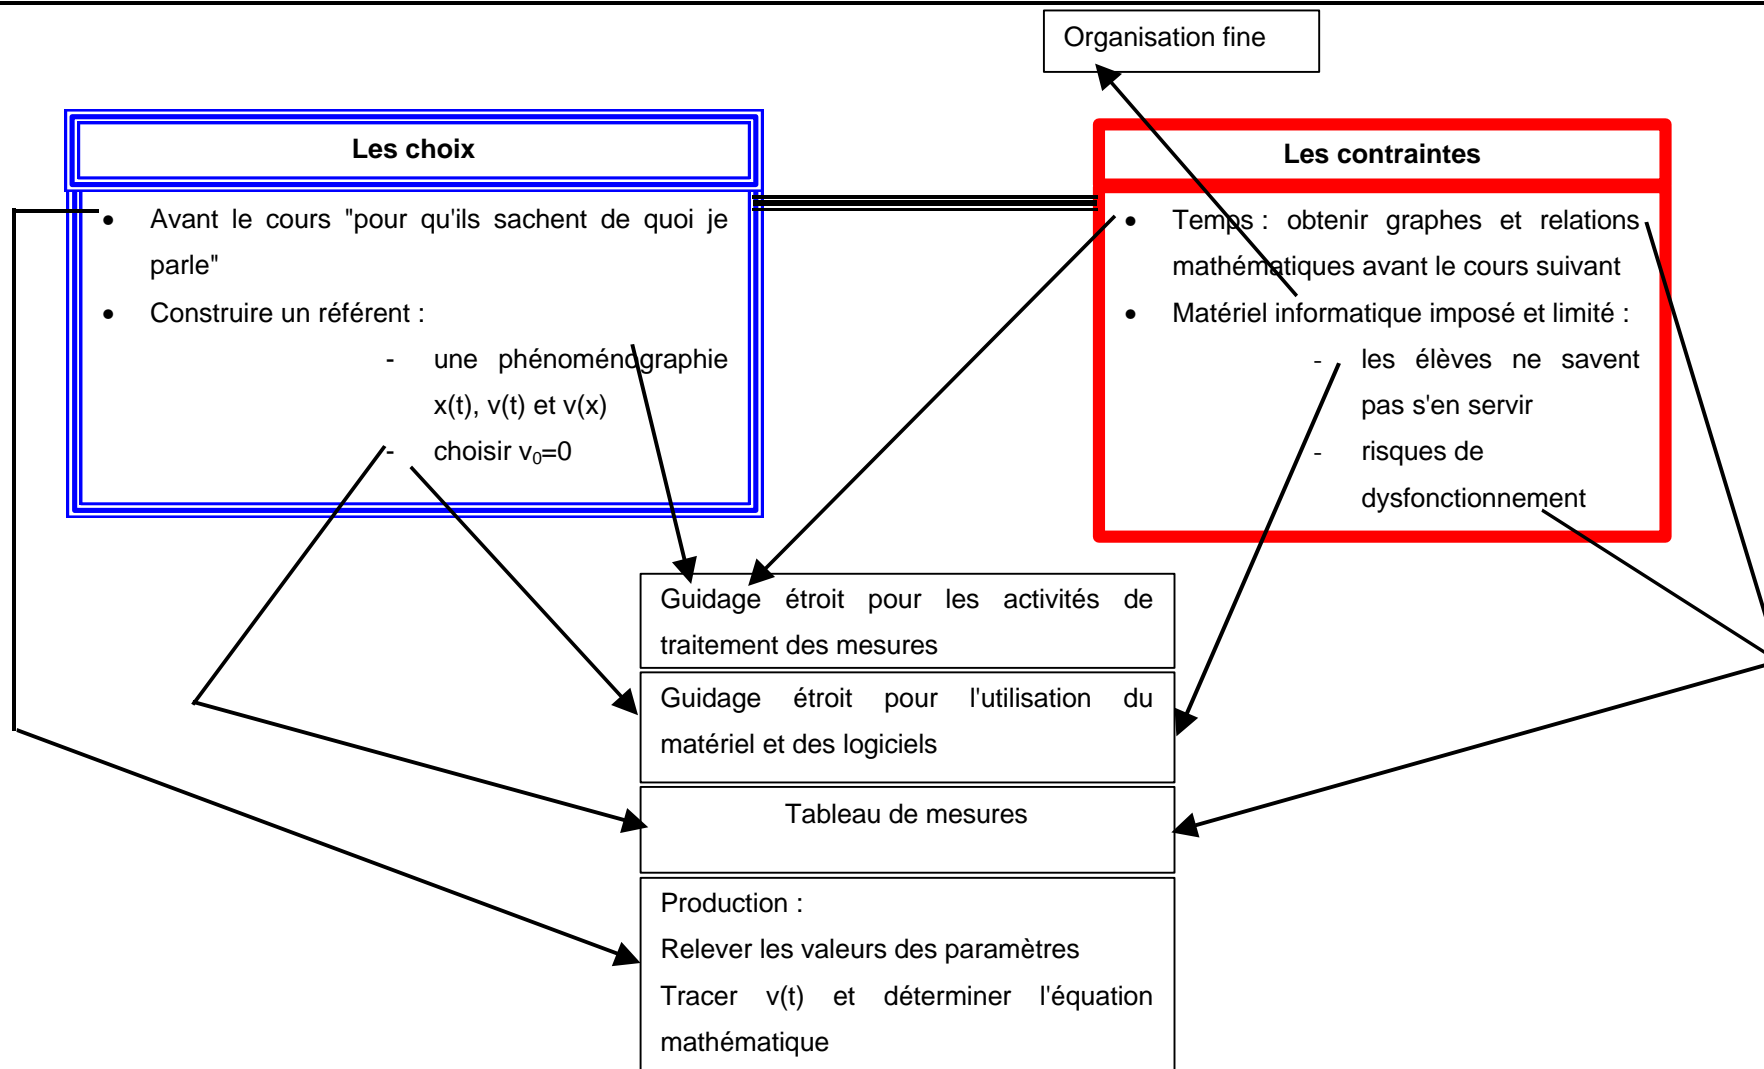 Organisation fine
Les choix
• Avant le cours "pour qu'ils sachent de quoi je
parle"
• Construire un référent :
- une phénoménographie
x(t), v(t) et v(x)
- choisir v₀=0
Les contraintes
• Temps : obtenir graphes et relations
mathématiques avant le cours suivant
• Matériel informatique imposé et limité :
- les élèves ne savent
pas s'en servir
- risques de
dysfonctionnement
Guidage étroit pour les activités de
traitement des mesures
Guidage étroit pour l'utilisation du
matériel et des logiciels
Tableau de mesures
Production :
Relever les valeurs des paramètres
Tracer v(t) et déterminer l'équation
mathématique